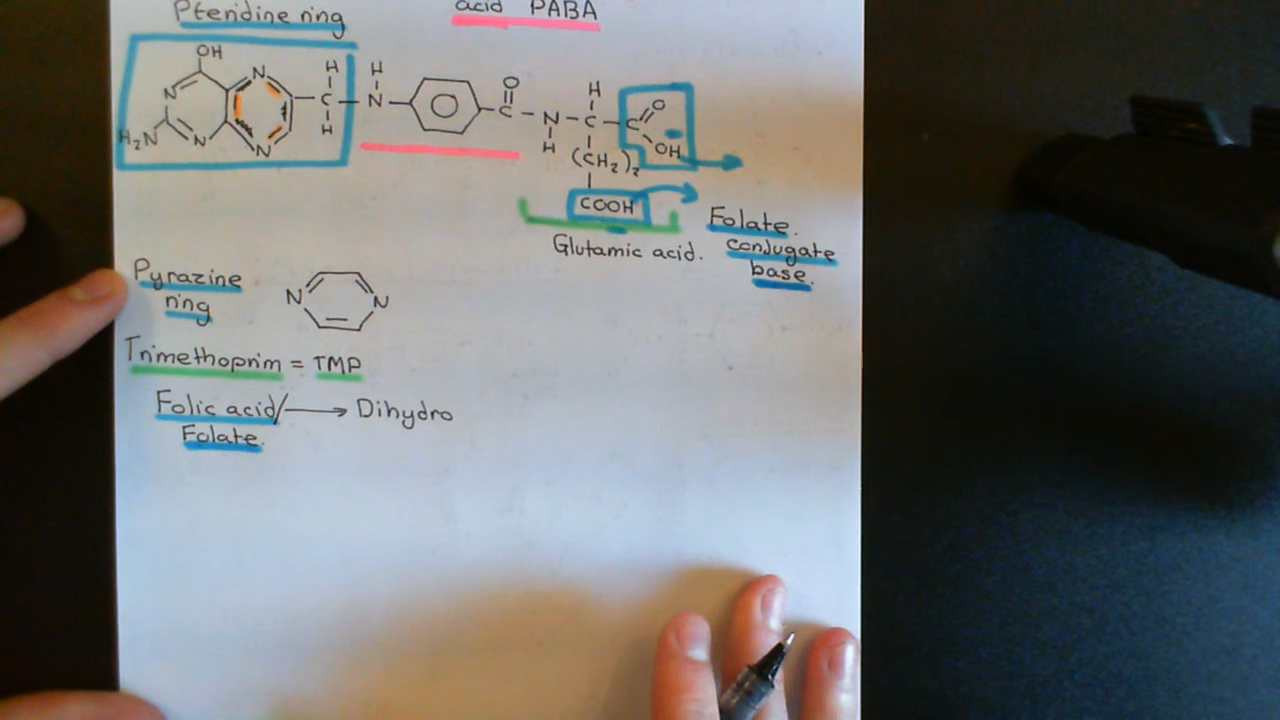 Pteridine ring
acid PABA
OH
N
N
H₂N
N
N
H
C
H
H
N
O
C
N
H
H
C
(CH₂)₂
COOH
C
O
OH
Glutamic acid.
Folate.
conjugate
base.
Pyrazine
ring
N
N
Trimethoprim = TMP
Folic acid/ → Dihydro
Folate.